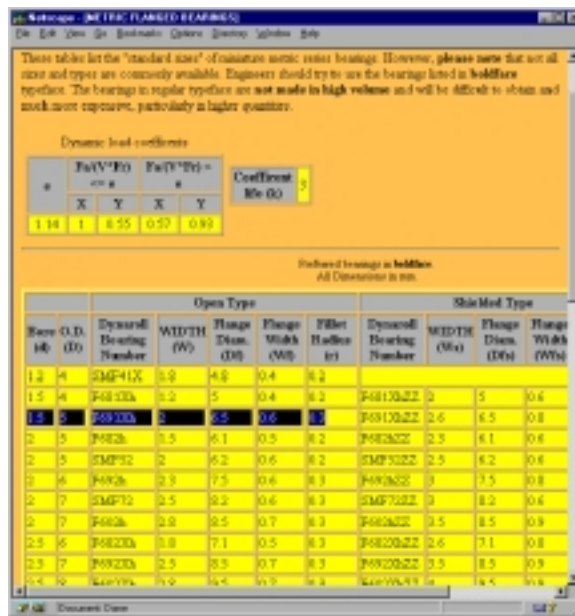 Netscape - [METRIC FLANGED BEARINGS]
File Edit View Go Bookmarks Options Directory Window Help
These tables list the "standard sizes" of miniature metric series bearings. However, please note that not all
sizes and types are commonly available. Engineers should try to use the bearings listed in boldface
typeface. The bearings in regular typeface are not made in high volume and will be difficult to obtain and
much more expensive, particularly in higher quantities.
Dynamic load coefficients
e Fa/(V*Fr) <= e Fa/(V*Fr) > e
X Y X Y
1 0.55 0.57 0.93
Coefficient life (k) 3
Preferred bearings in boldface.
All Dimensions in mm.
Open Type Shielded Type
Bore (d) O.D. (D) Dynaroll Bearing Number WIDTH (W) Flange Diam. (Df) Flange Width (Wf) Fillet Radius (r) Dynaroll Bearing Number WIDTH (Ws) Flange Diam. (Dfs) Flange Width (Wfs)
1.2 4 SMF41X 1.8 4.8 0.4 0.2
1.5 4 1.2 5 0.4 0.2 2 5 0.6
1.5 5 2 6.5 0.6 2.6 6.5 0.8
2 5 F682h 1.5 6.1 0.5 0.2 F682hZZ 2.3 6.1 0.6
2 5 SMF52 2 6.2 0.6 0.2 SMF52ZZ 2.5 6.2 0.6
2 6 F692h 2.3 7.5 0.6 0.3 F692hZZ 3 7.5 0.8
2 7 SMF72 2.5 8.2 0.6 0.3 SMF72ZZ 3 8.2 0.6
2 7 F602h 2.8 8.5 0.7 0.3 F602hZZ 3.5 8.5 0.9
2.5 6 1.8 7.1 0.5 0.2 2.6 7.1 0.8
2.5 7 2.5 8.5 0.7 0.3 3.5 8.5 0.9
Document Done